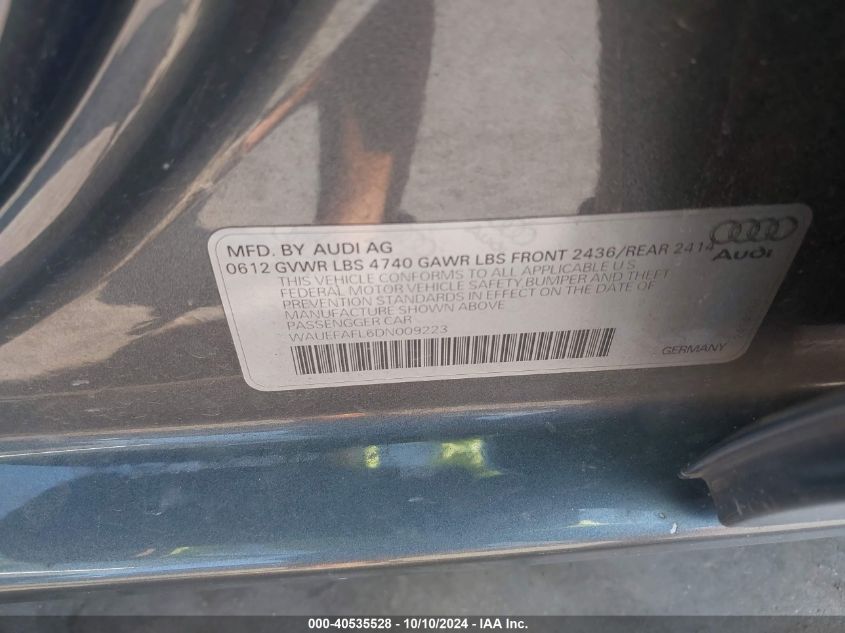 MFD. BY AUDI AG
0612 GVWR LBS 4740 GAWR LBS FRONT 2436/REAR 2414
THIS VEHICLE CONFORMS TO ALL APPLICABLE U.S.
FEDERAL MOTOR VEHICLE SAFETY BUMPER AND THEFT
PREVENTION STANDARDS IN EFFECT ON THE DATE OF
MANUFACTURE SHOWN ABOVE
PASSENGGER CAR
WAUEFAFL6DN009223
GERMANY
Audi
000-40535528 - 10/10/2024 - IEAHQ - IAA Inc.